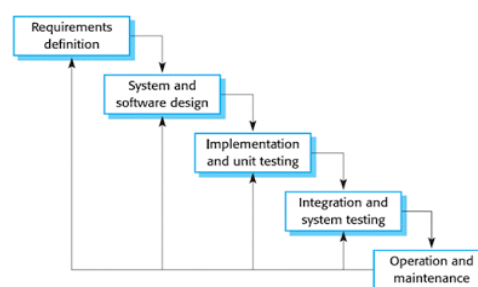 Requirements
definition
System and
software design
Implementation
and unit testing
Integration and
system testing
Operation and
maintenance